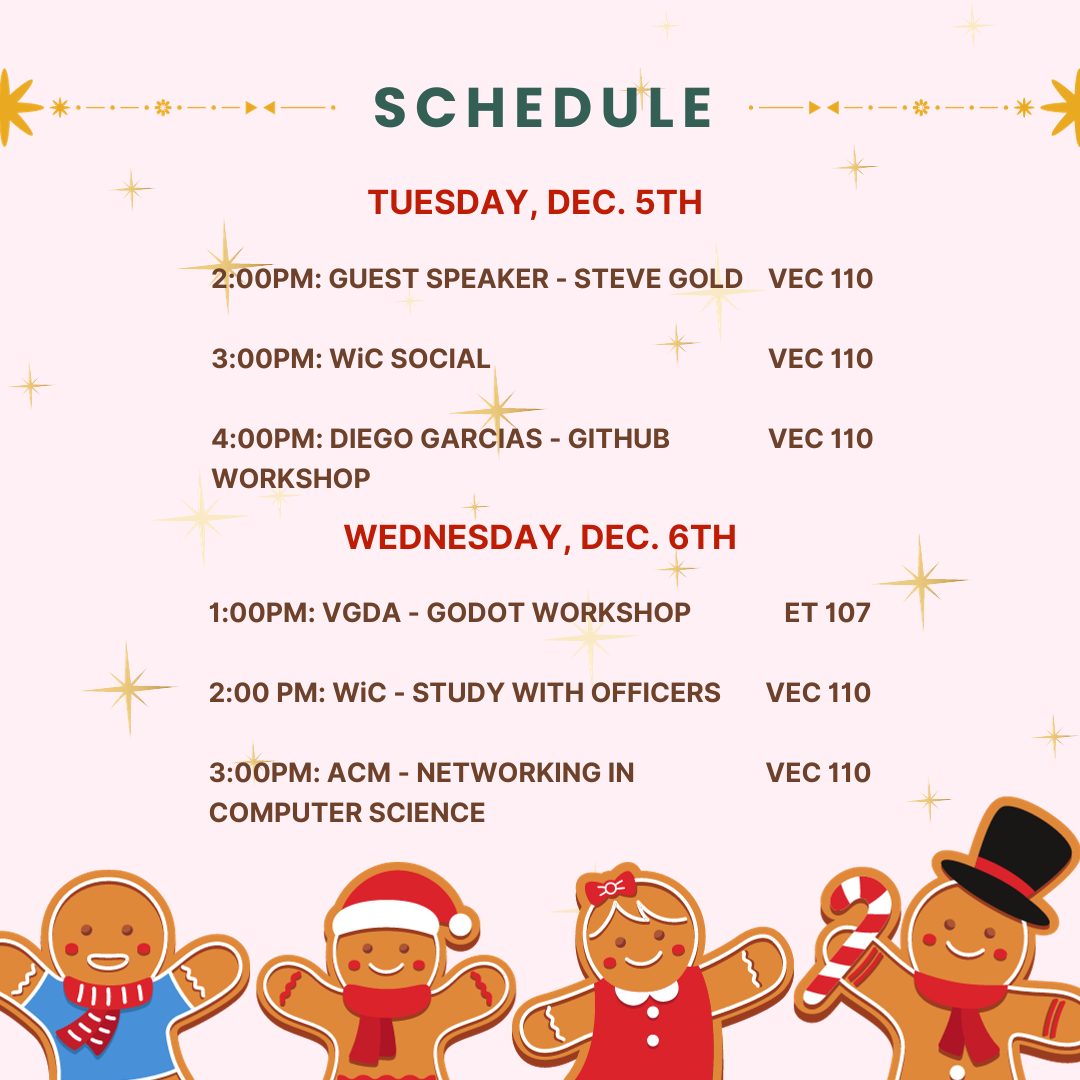 SCHEDULE
TUESDAY, DEC. 5TH
2:00PM: GUEST SPEAKER - STEVE GOLD VEC 110
3:00PM: WiC SOCIAL VEC 110
4:00PM: DIEGO GARCIAS - GITHUB VEC 110
WORKSHOP
WEDNESDAY, DEC. 6TH
1:00PM: VGDA - GODOT WORKSHOP ET 107
2:00 PM: WiC - STUDY WITH OFFICERS VEC 110
3:00PM: ACM - NETWORKING IN VEC 110
COMPUTER SCIENCE